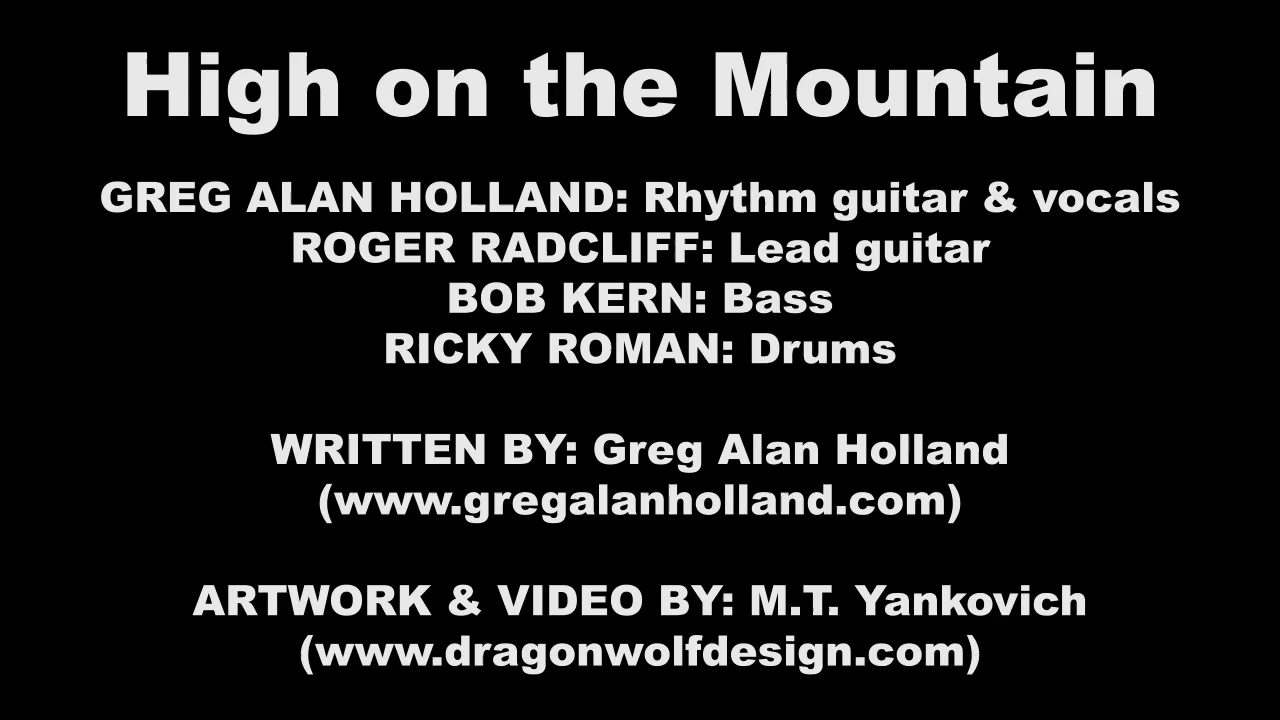 High on the Mountain
GREG ALAN HOLLAND: Rhythm guitar & vocals
ROGER RADCLIFF: Lead guitar
BOB KERN: Bass
RICKY ROMAN: Drums
WRITTEN BY: Greg Alan Holland
(www.gregalanholland.com)
ARTWORK & VIDEO BY: M.T. Yankovich
(www.dragonwolfdesign.com)